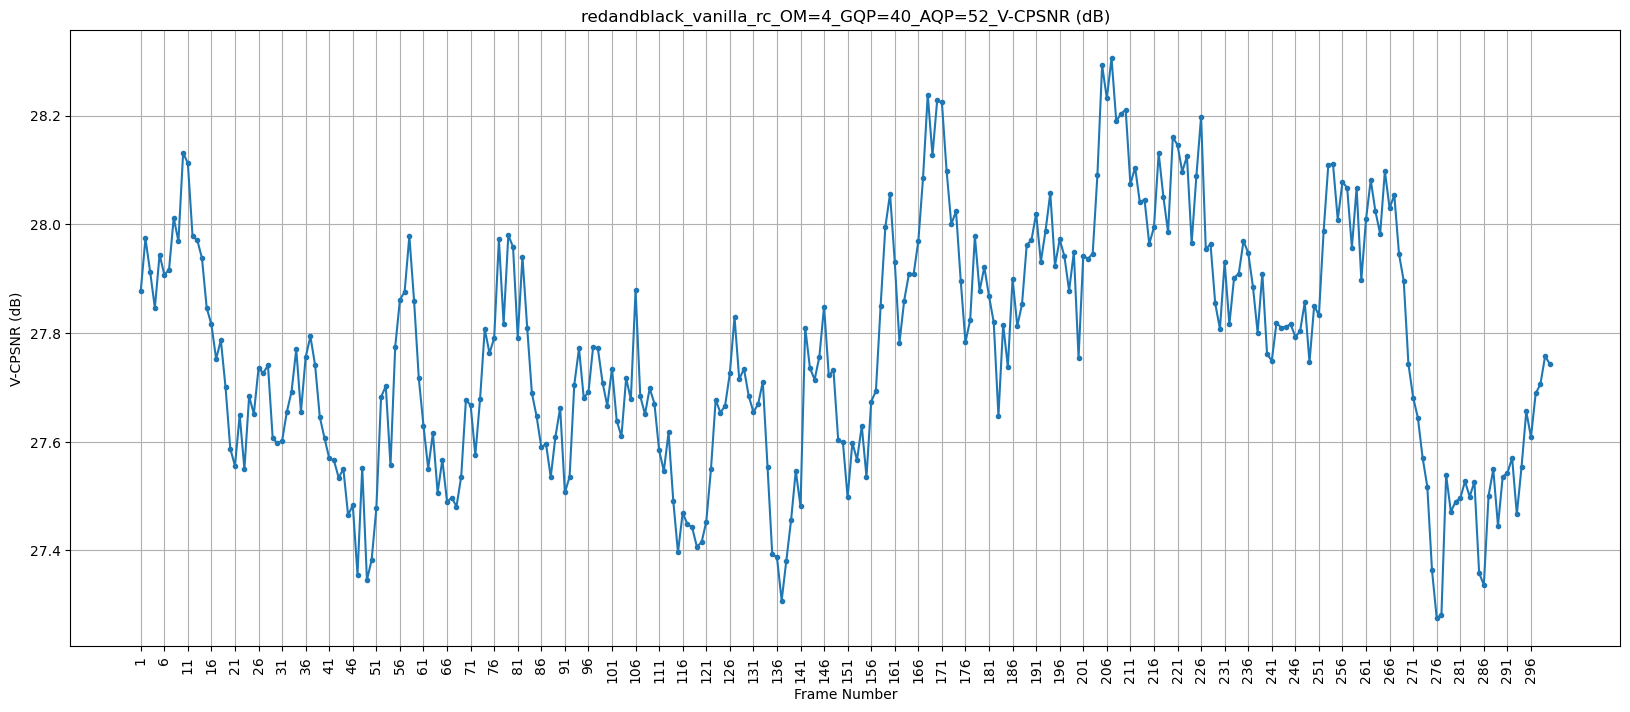 redandblack_vanilla_rc_OM=4_GQP=40_AQP=52_V-CPSNR (dB)
V-CPSNR (dB)
28.2
28.0
27.8
27.6
27.4
1 6 11 16 21 26 31 36 41 46 51 56 61 66 71 76 81 86 91 96 101 106 111 116 121 126 131 136 141 146 151 156 161 166 171 176 181 186 191 196 201 206 211 216 221 226 231 236 241 246 251 256 261 266 271 276 281 286 291 296
Frame Number